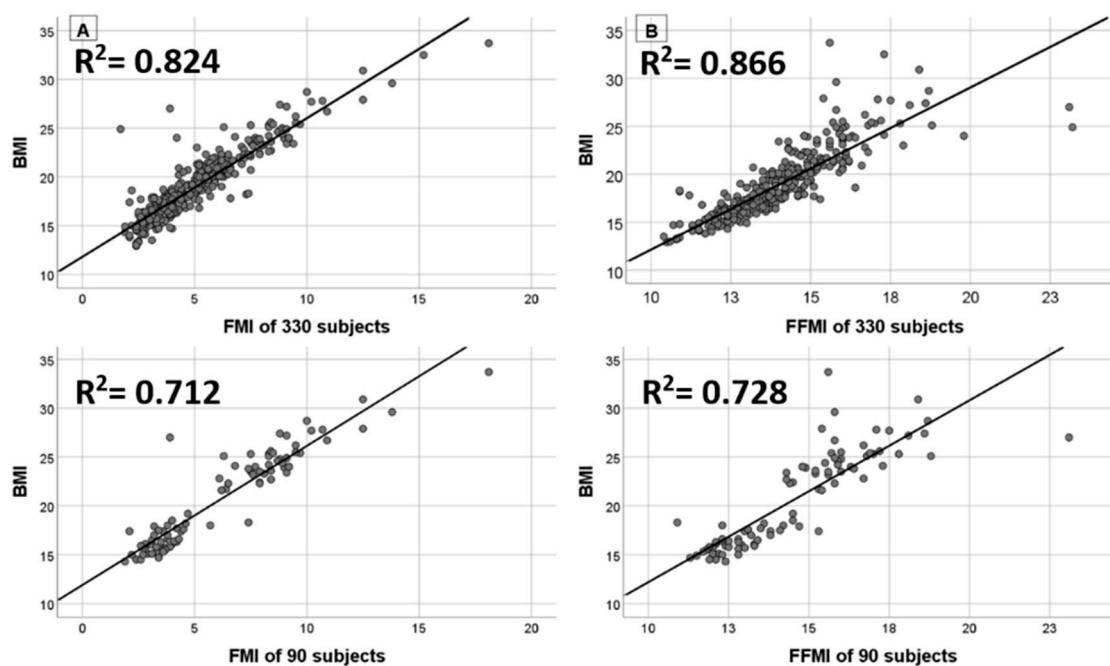 A
R²= 0.824
35
30
25
20
15
10
BMI
0 5 10 15 20
FMI of 330 subjects
B
R²= 0.866
35
30
25
20
15
10
BMI
10 13 15 18 20 23
FFMI of 330 subjects
R²= 0.712
35
30
25
20
15
10
BMI
0 5 10 15 20
FMI of 90 subjects
R²= 0.728
35
30
25
20
15
10
BMI
10 13 15 18 20 23
FFMI of 90 subjects